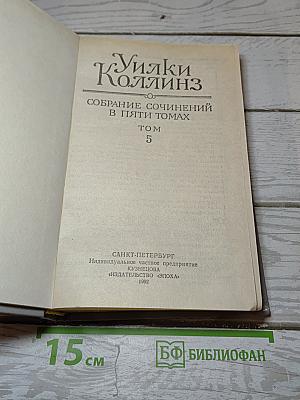 Уилки
Коллинз
СОБРАНИЕ СОЧИНЕНИЙ
В ПЯТИ ТОМАХ
ТОМ
5
САНКТ-ПЕТЕРБУРГ
Индивидуальное частное предприятие
КУЗНЕЦОВА
«ИЗДАТЕЛЬСТВО «ЭПОХА»
1992
15 см
БФ БИБЛИОФАН